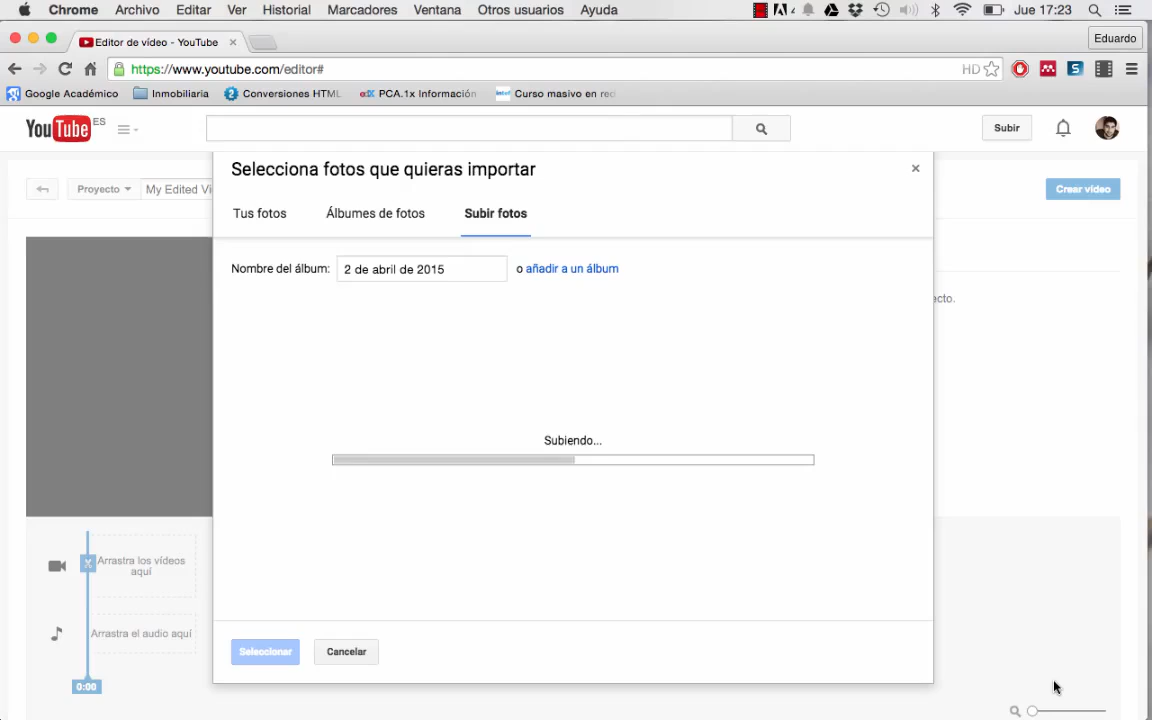 Chrome Archivo Editar Ver Historial Marcadores Ventana Otros usuarios Ayuda
Jue 17:23
Editor de vídeo - YouTube
Eduardo
https://www.youtube.com/editor#
HD
Google Académico Inmobiliaria Conversiones HTML PCA.1x Información Curso masivo en red
YouTube ES
Subir
Selecciona fotos que quieras importar
Proyecto My Edited Vi
Crear vídeo
Tus fotos Álbumes de fotos Subir fotos
Nombre del álbum: 2 de abril de 2015 o añadir a un álbum
ecto.
Subiendo...
Arrastra los vídeos
aquí
Arrastra el audio aquí
Seleccionar Cancelar
0:00